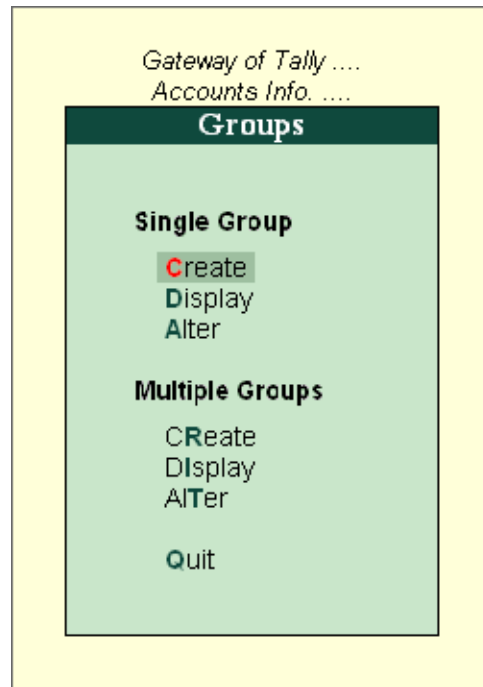 Gateway of Tally ....
Accounts Info. ....
Groups
Single Group
Create
Display
Alter
Multiple Groups
CReate
DIsplay
AlTer
Quit